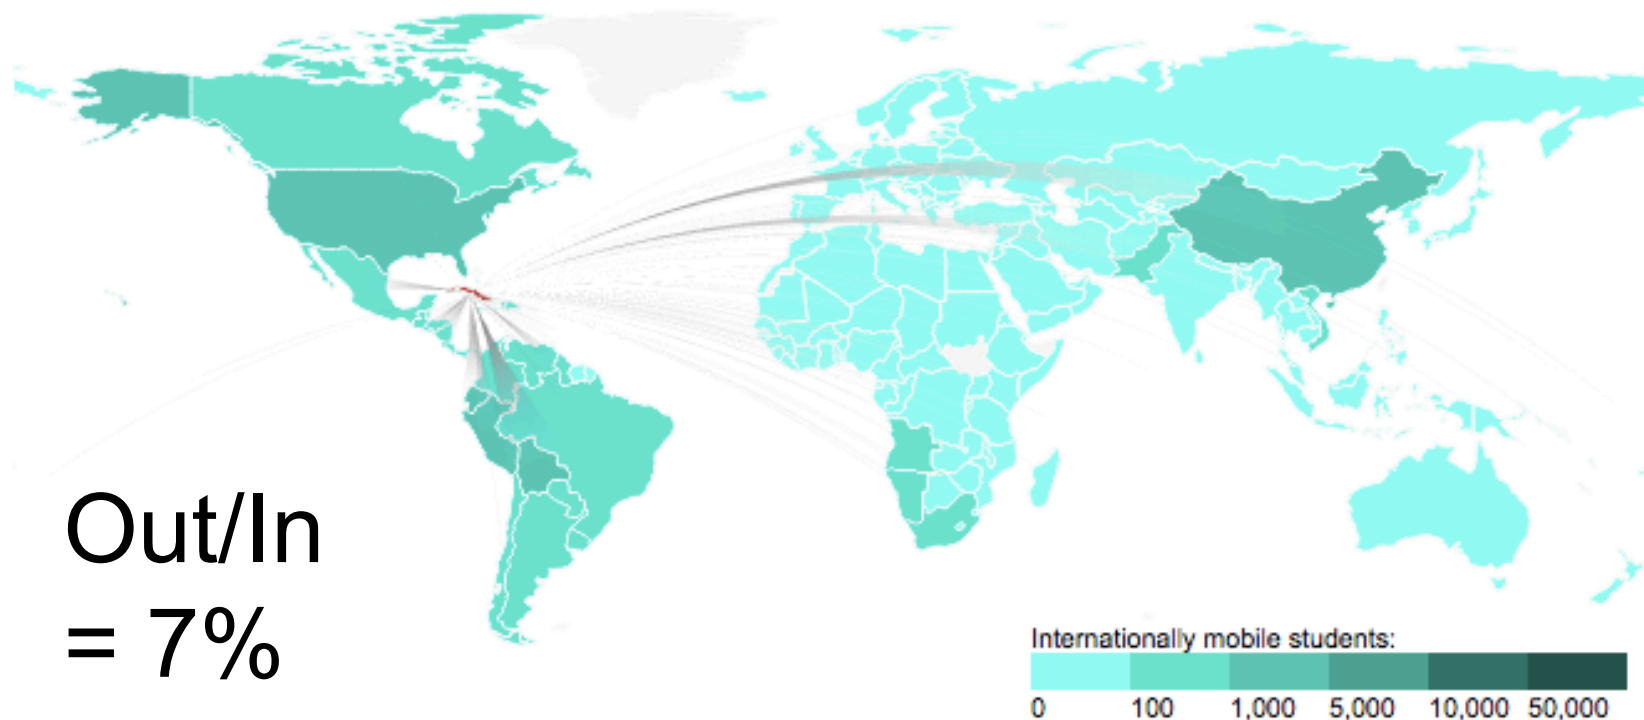 Out/In
= 7%
Internationally mobile students:
0 100 1,000 5,000 10,000 50,000